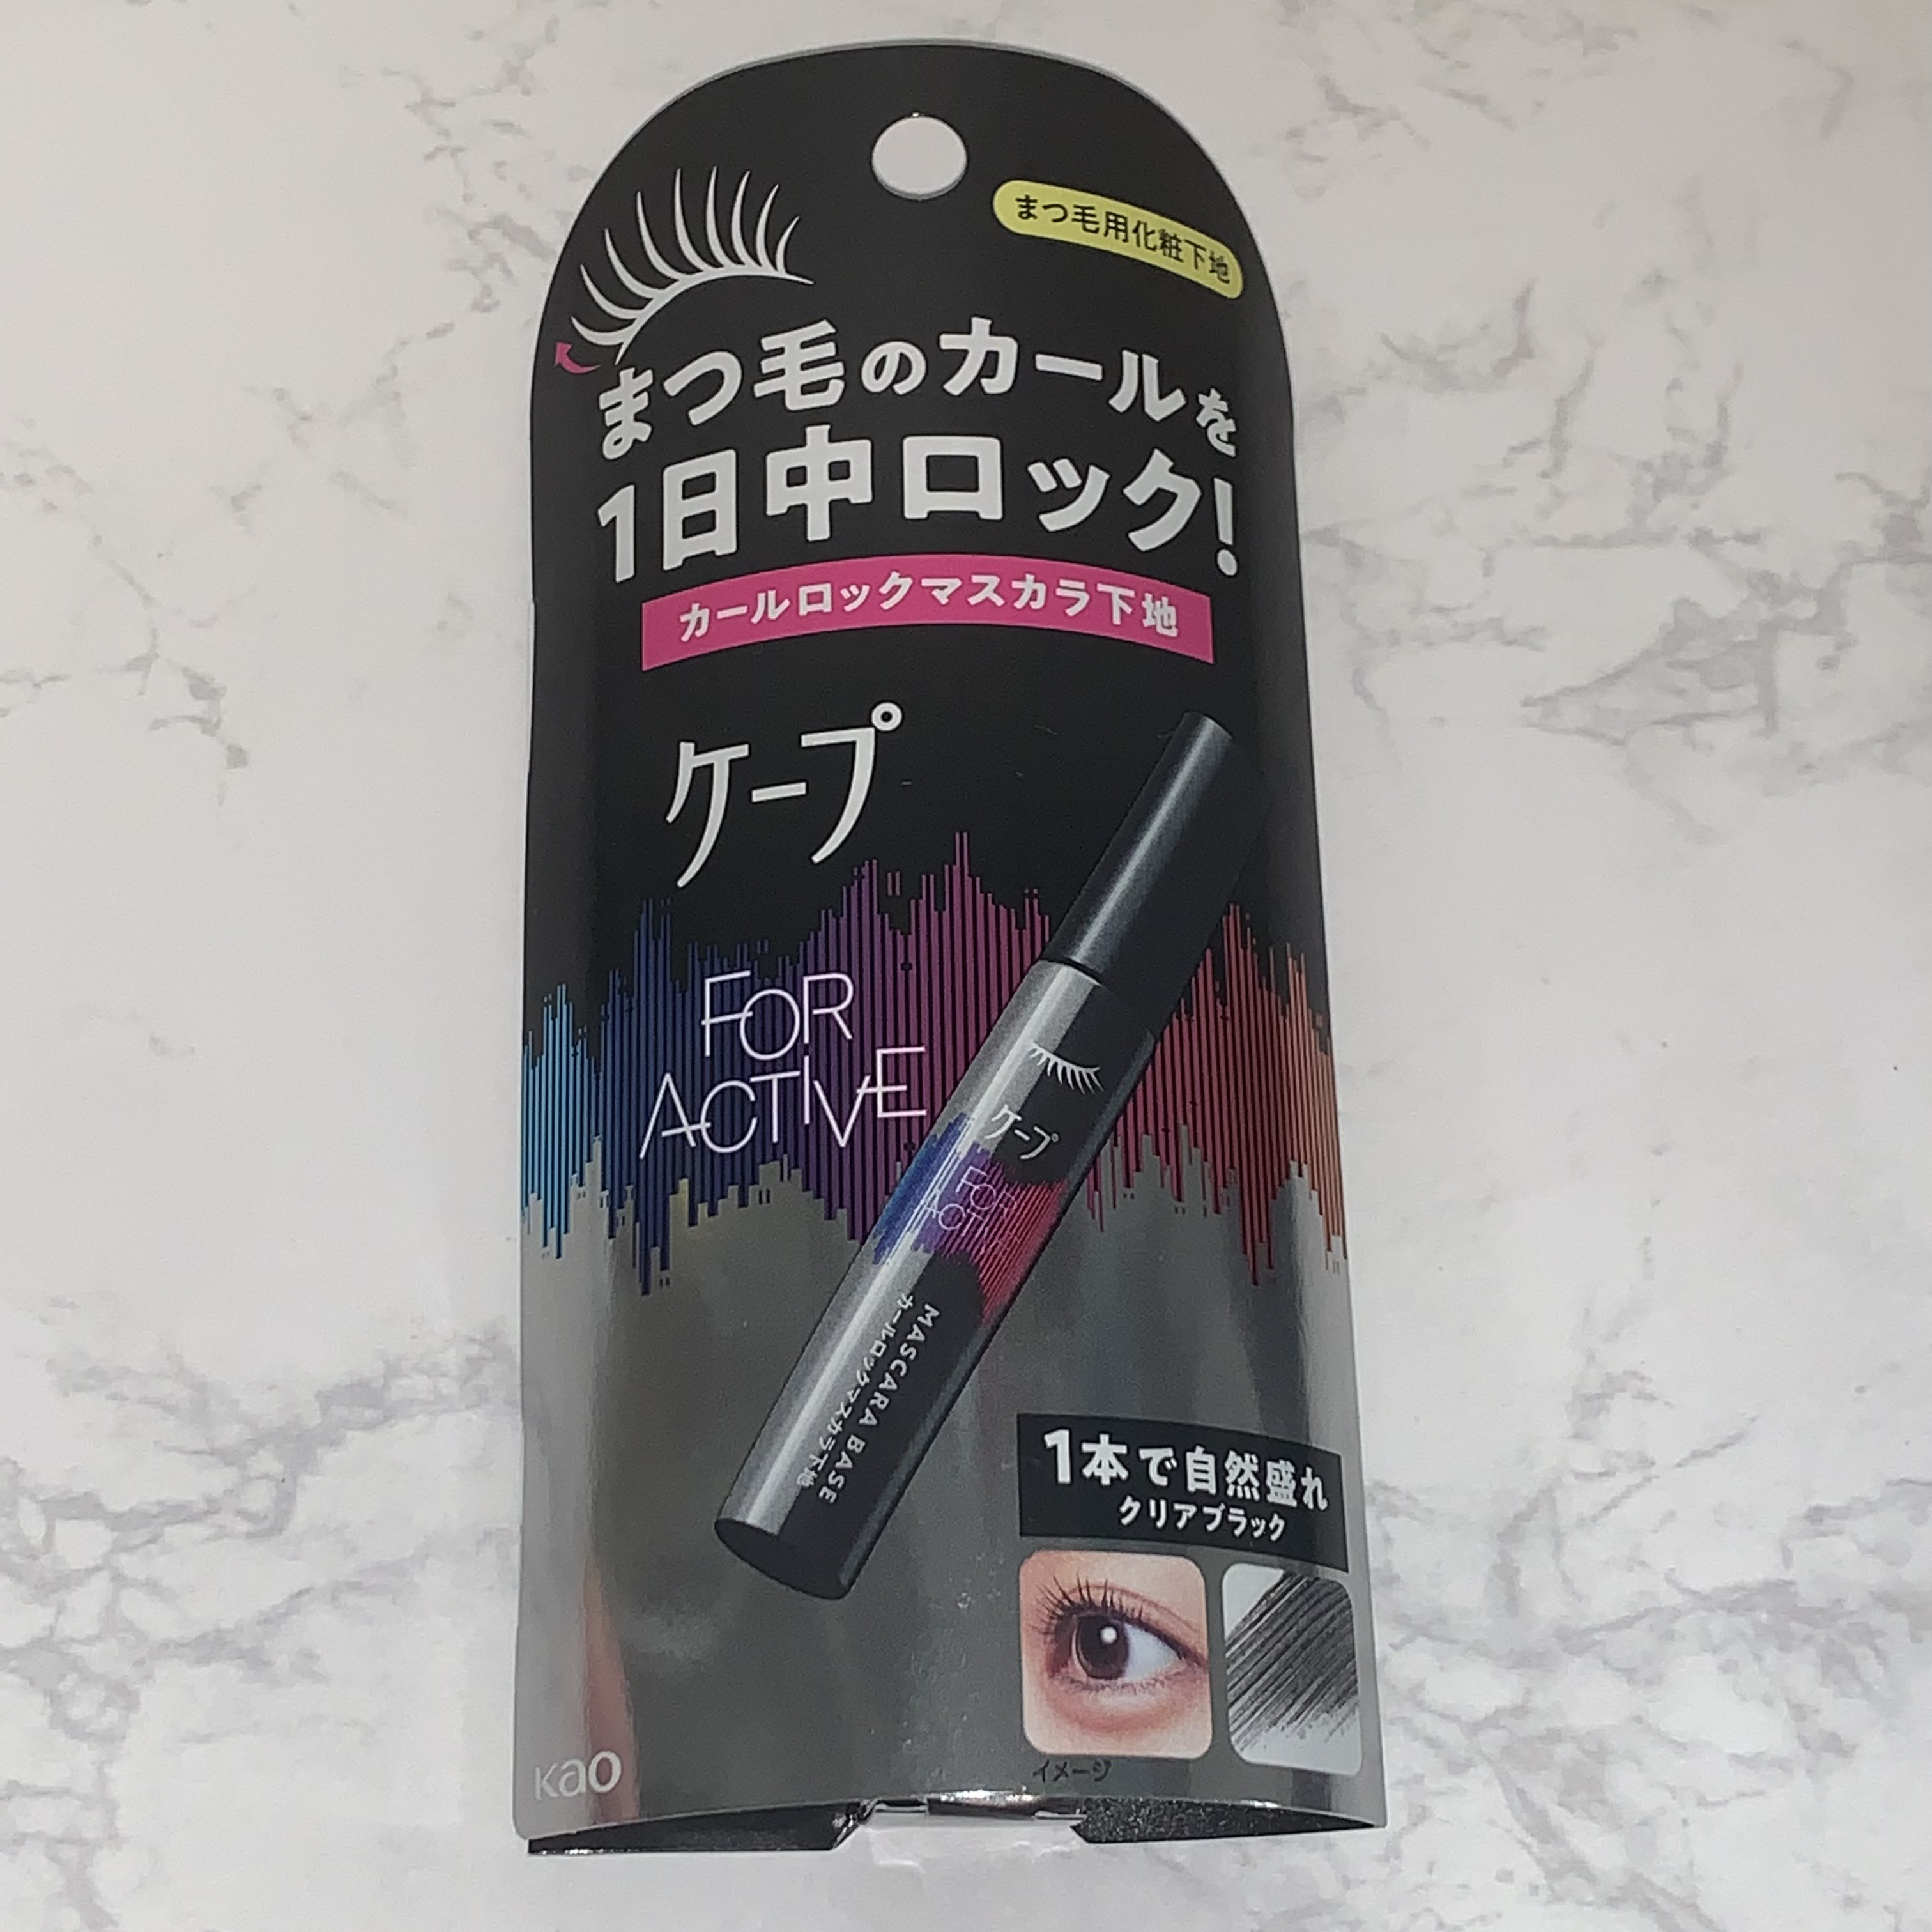 まつ毛用化粧下地
まつ毛のカールを
1日中ロック!
カールロックマスカラ下地
ケープ
FOR
ACTIVE
ケープ
FOR
MASCARA BASE
カールロックマスカラ下地
1本で自然盛れ
クリアブラック
イメージ
Kao